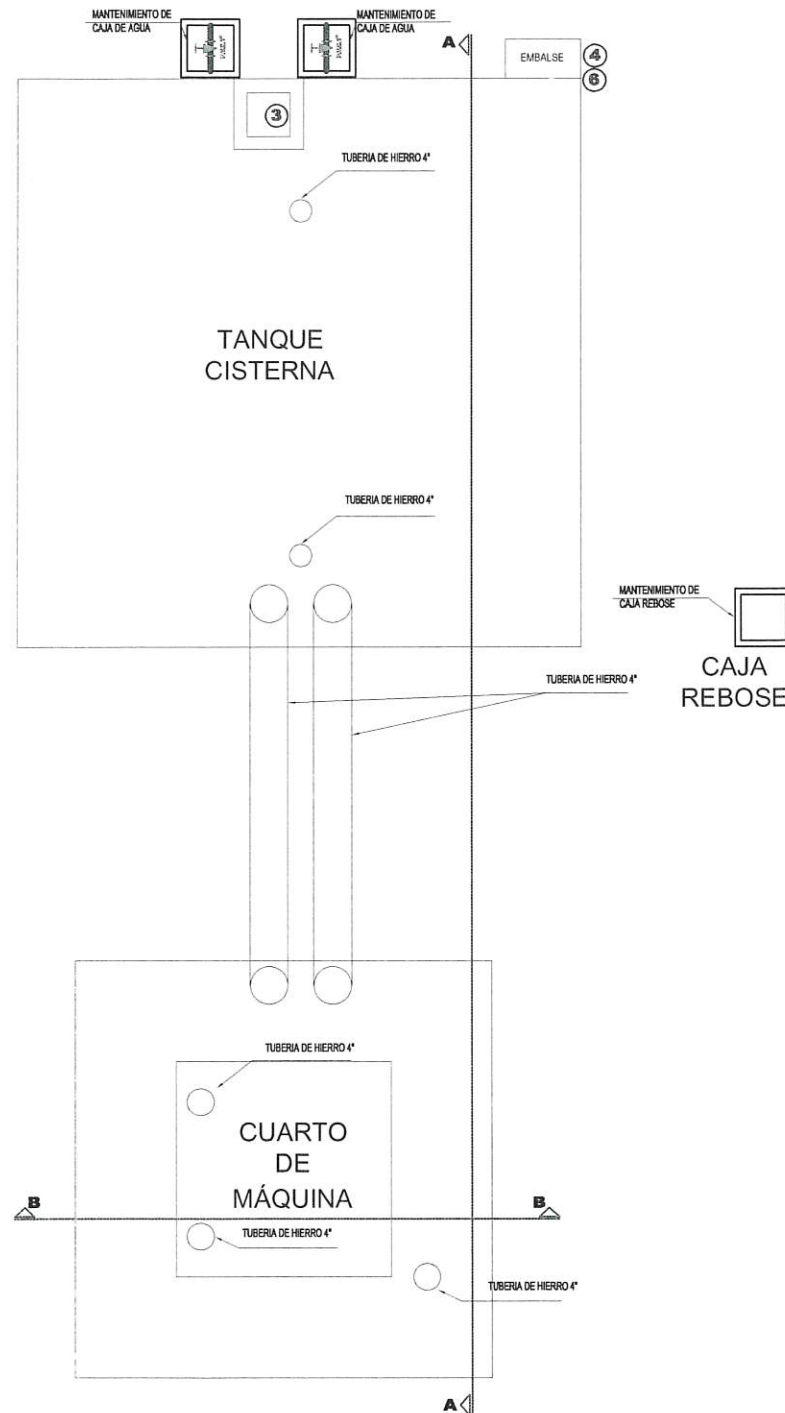 MANTENIMIENTO DE
CAJA DE AGUA
MANTENIMIENTO DE
CAJA DE AGUA
A
EMBALSE
4
6
3
TUBERIA DE HIERRO 4"
TANQUE
CISTERNA
TUBERIA DE HIERRO 4"
MANTENIMIENTO DE
CAJA REBOSE
CAJA
REBOSE
TUBERIA DE HIERRO 4"
TUBERIA DE HIERRO 4"
CUARTO
DE
MÁQUINA
B
B
TUBERIA DE HIERRO 4"
TUBERIA DE HIERRO 4"
A